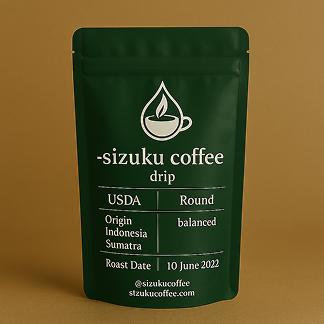 -sizuku coffee
drip
USDA Round
Origin balanced
Indonesia
Sumatra
Roast Date 10 June 2022
@sizukucoffee
stzukucoffee.com